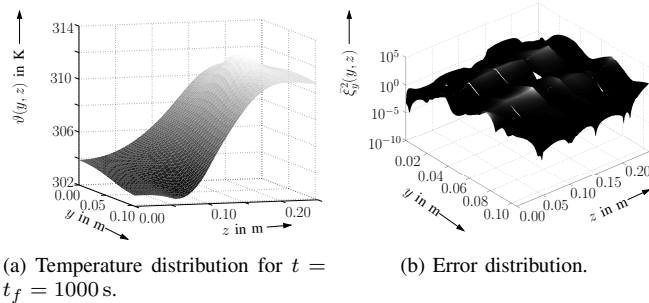 314
310
306
302
ϑ(y, z) in K
0.00
0.05
0.10
y in m
0.00
0.10
0.20
z in m
(a) Temperature distribution for t =
t_f = 1000 s.
10^5
10^0
10^−5
10^−10
ξ̄_y^2(y, z)
0.02
0.04
0.06
0.08
0.10
y in m
0.00
0.05
0.10
0.15
0.20
z in m
(b) Error distribution.